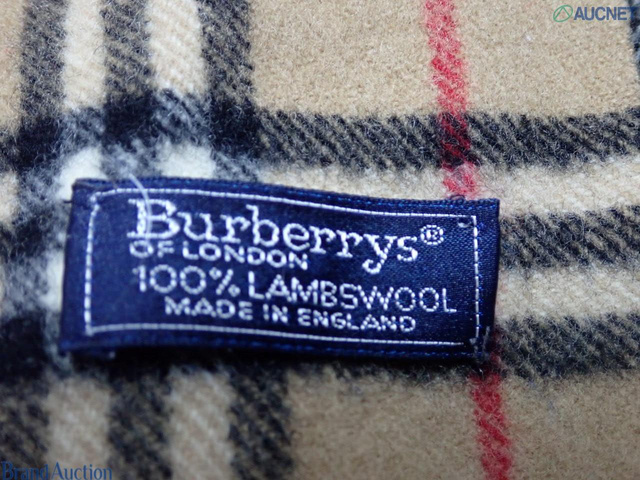 AUCNET
Burberrys®
OF LONDON
100% LAMBSWOOL
MADE IN ENGLAND
Brand Auction